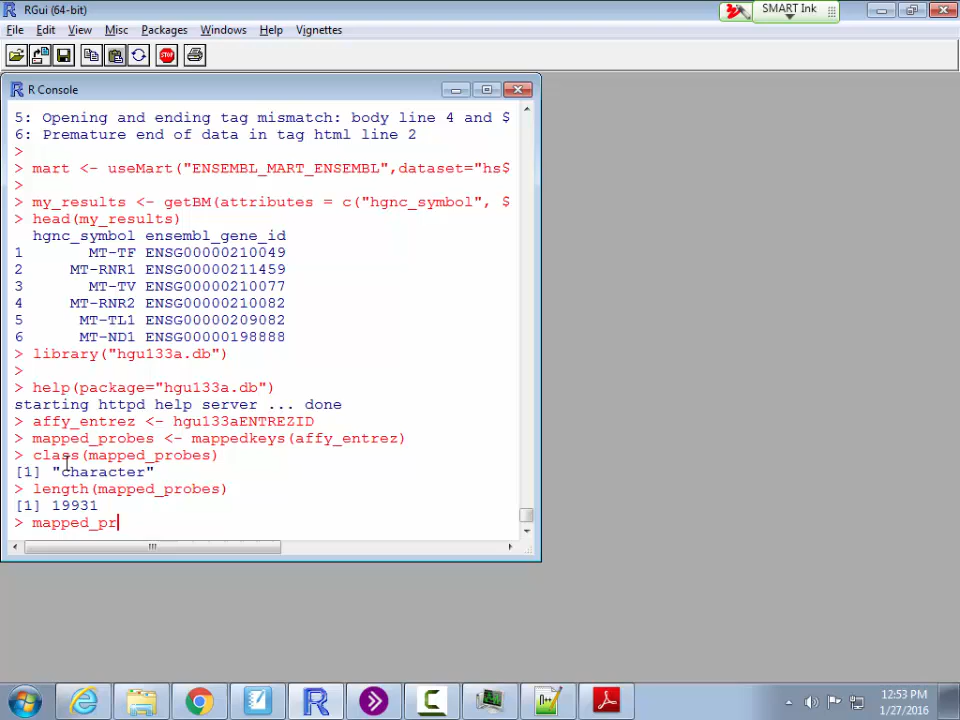 RGui (64-bit)
SMART Ink
File Edit View Misc Packages Windows Help Vignettes
STOP
R Console
5: Opening and ending tag mismatch: body line 4 and $
6: Premature end of data in tag html line 2
>
> mart <- useMart("ENSEMBL_MART_ENSEMBL",dataset="hs$
>
> my_results <- getBM(attributes = c("hgnc_symbol", $
> head(my_results)
hgnc_symbol ensembl_gene_id
1 MT-TF ENSG00000210049
2 MT-RNR1 ENSG00000211459
3 MT-TV ENSG00000210077
4 MT-RNR2 ENSG00000210082
5 MT-TL1 ENSG00000209082
6 MT-ND1 ENSG00000198888
> library("hgu133a.db")
>
> help(package="hgu133a.db")
starting httpd help server ... done
> affy_entrez <- hgu133aENTREZID
> mapped_probes <- mappedkeys(affy_entrez)
> class(mapped_probes)
[1] "character"
> length(mapped_probes)
[1] 19931
> mapped_pr
12:53 PM
1/27/2016